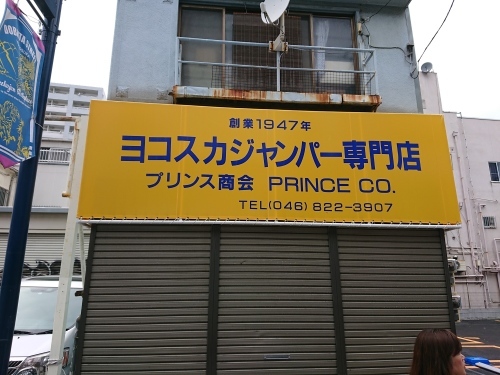 創業1947年
ヨコスカジャンパー専門店
プリンス商会 PRINCE CO.
TEL(046) 822-3907